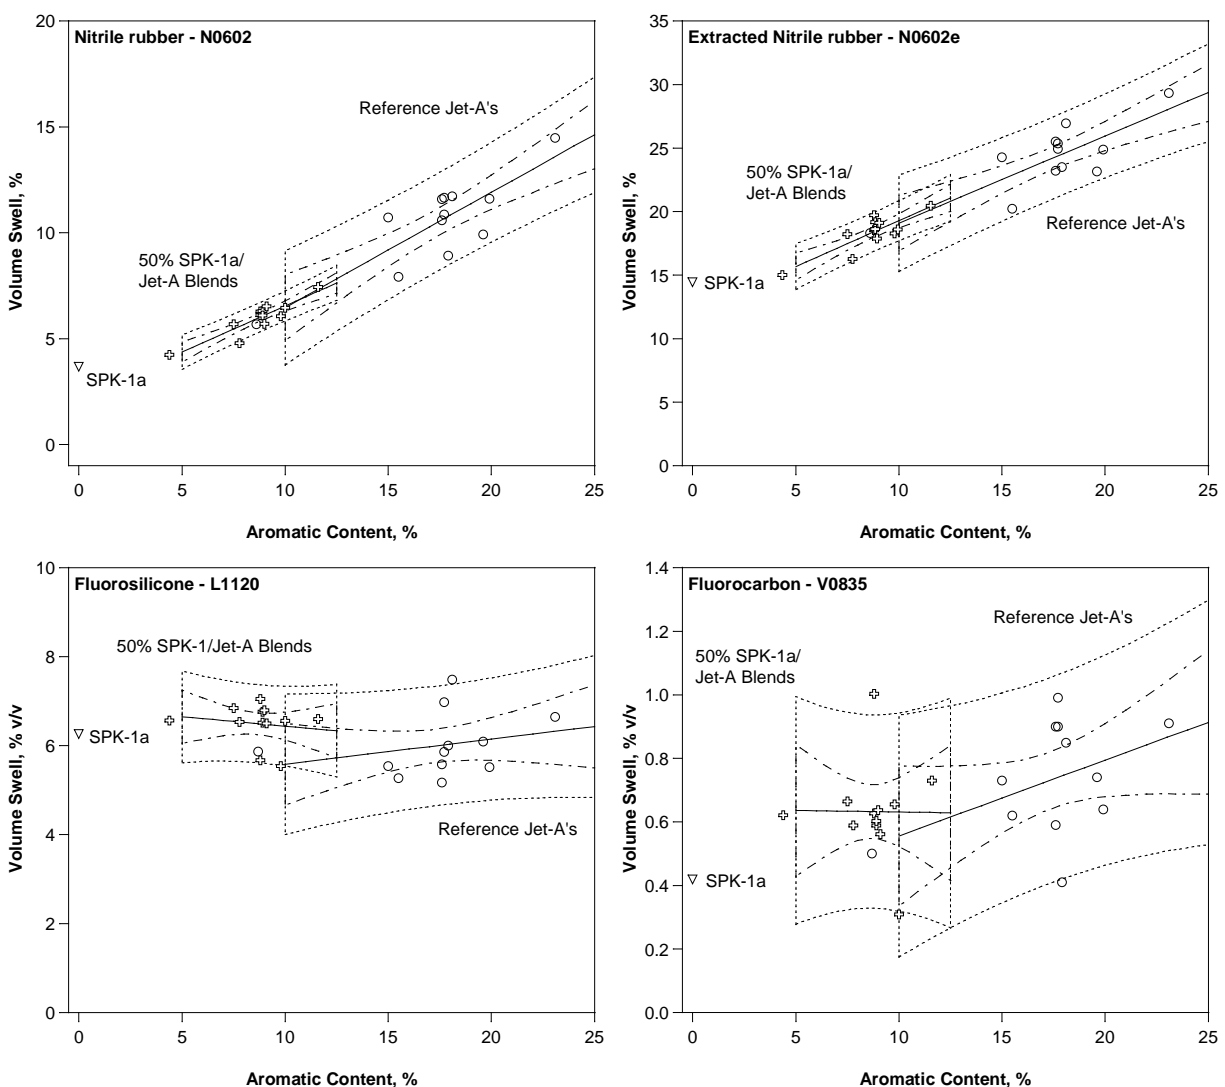 20
Nitrile rubber - N0602
15
10
5
0
Volume Swell, %
Reference Jet-A's
50% SPK-1a/
Jet-A Blends
SPK-1a
0 5 10 15 20 25
Aromatic Content, %
35
Extracted Nitrile rubber - N0602e
30
25
20
15
10
5
0
Volume Swell, %
50% SPK-1a/
Jet-A Blends
Reference Jet-A's
SPK-1a
0 5 10 15 20 25
Aromatic Content, %
10
Fluorosilicone - L1120
8
6
4
2
0
Volume Swell, % v/v
50% SPK-1/Jet-A Blends
SPK-1a
Reference Jet-A's
0 5 10 15 20 25
Aromatic Content, %
1.4
Fluorocarbon - V0835
1.2
1.0
0.8
0.6
0.4
0.2
0.0
Volume Swell, % v/v
Reference Jet-A's
50% SPK-1a/
Jet-A Blends
SPK-1a
0 5 10 15 20 25
Aromatic Content, %